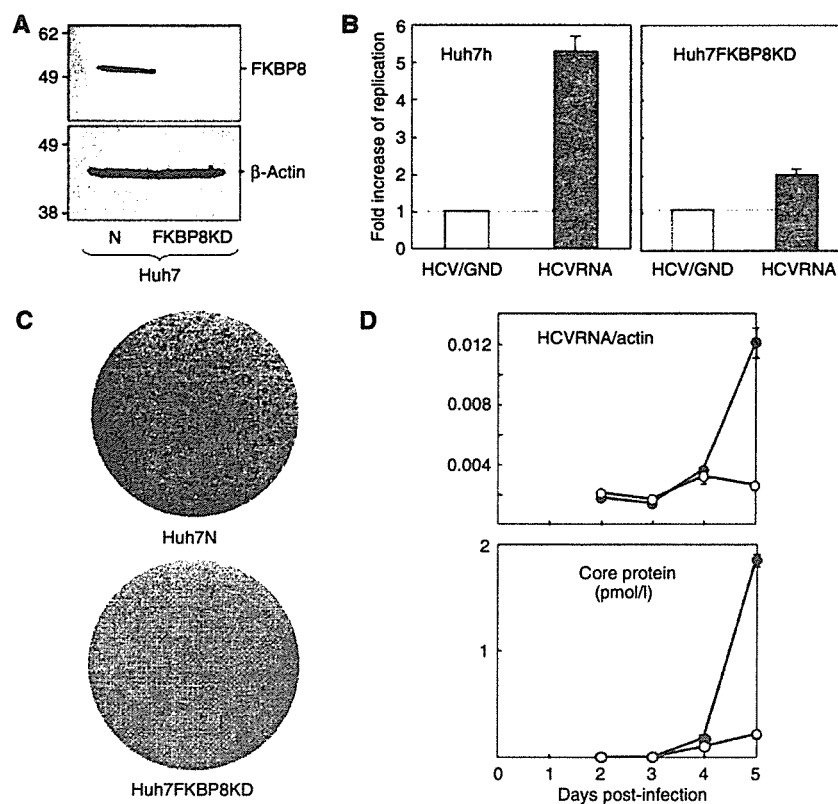 A
62
49
FKBP8
49
38
β-Actin
N FKBP8KD
Huh7
B
Fold increase of replication
6
5
4
3
2
1
0
Huh7h
HCV/GND HCVRNA
Huh7FKBP8KD
HCV/GND HCVRNA
C
Huh7N
Huh7FKBP8KD
D
HCVRNA/actin
0.012
0.008
0.004
Core protein
(pmol/l)
2
1
0 1 2 3 4 5
Days post-infection